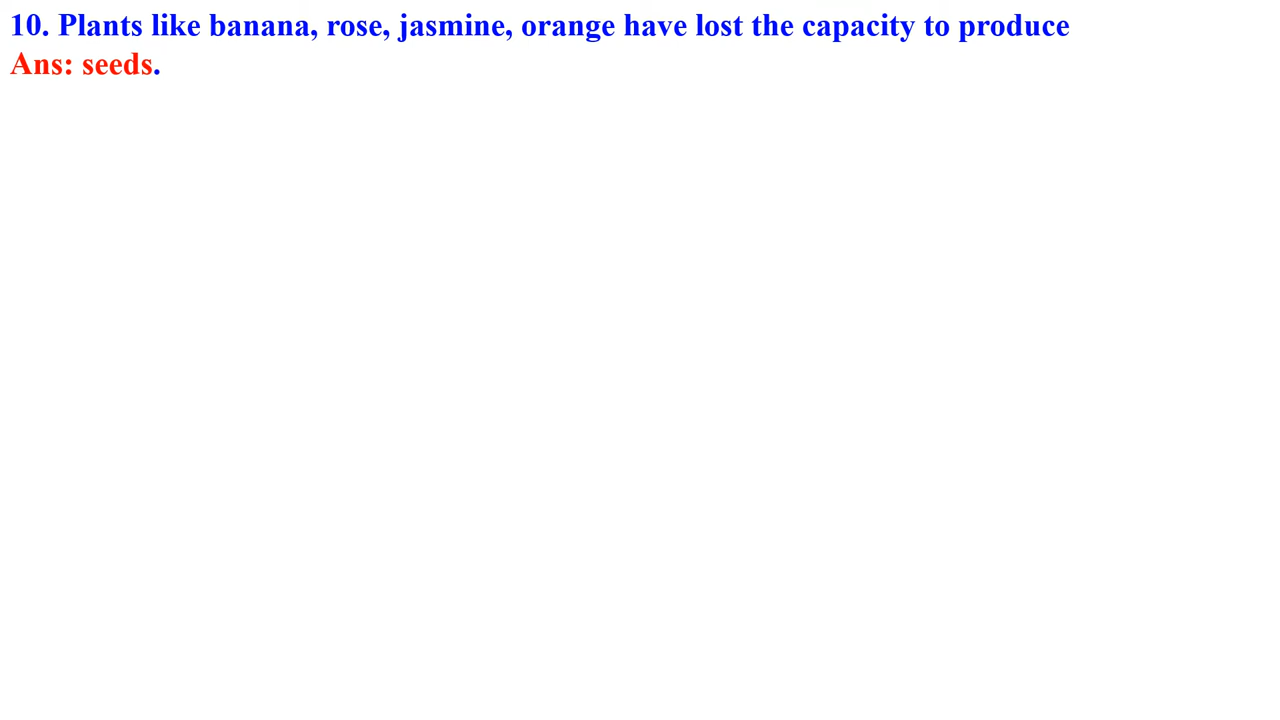 10. Plants like banana, rose, jasmine, orange have lost the capacity to produce
Ans: seeds.